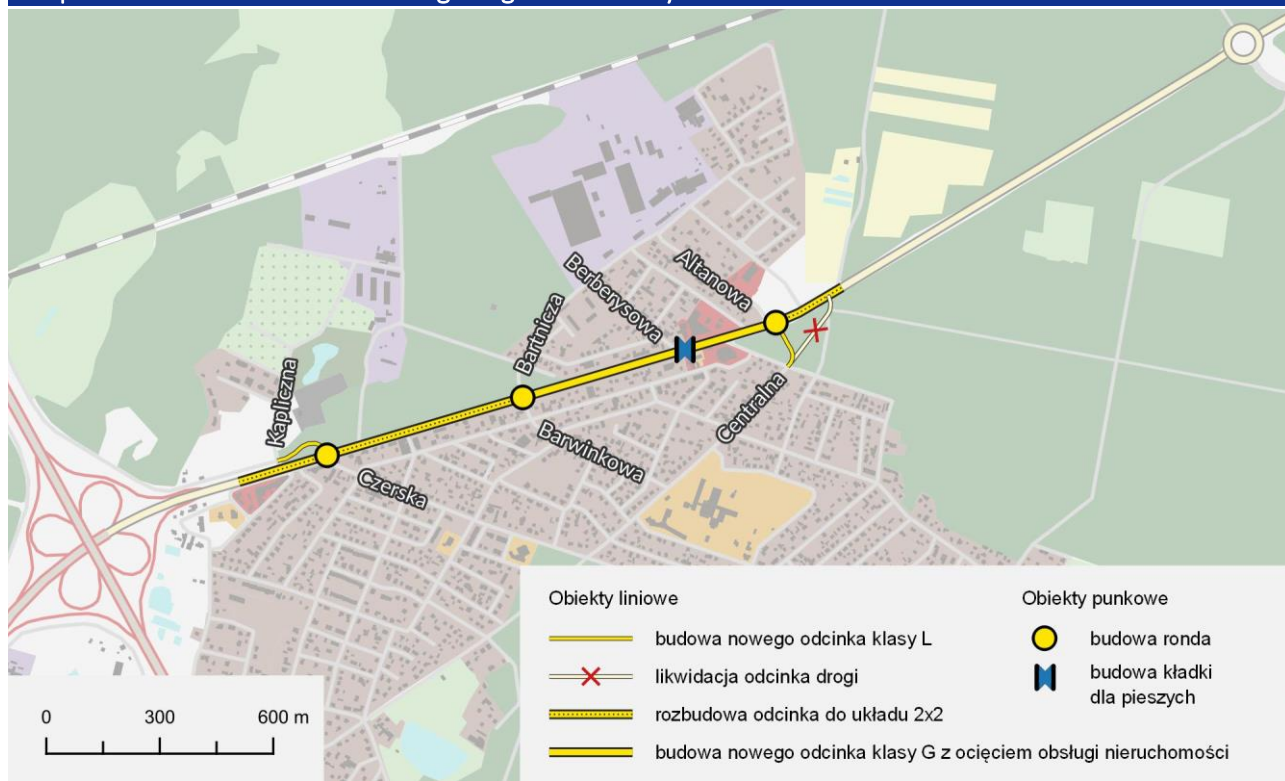 Kapliczna
Czerska
Bartnicza
Barwinkowa
Berberysowa
Altanowa
Centralna
Obiekty liniowe
budowa nowego odcinka klasy L
likwidacja odcinka drogi
rozbudowa odcinka do układu 2x2
budowa nowego odcinka klasy G z ocięciem obsługi nieruchomości
Obiekty punkowe
budowa ronda
budowa kładki
dla pieszych
0 300 600 m